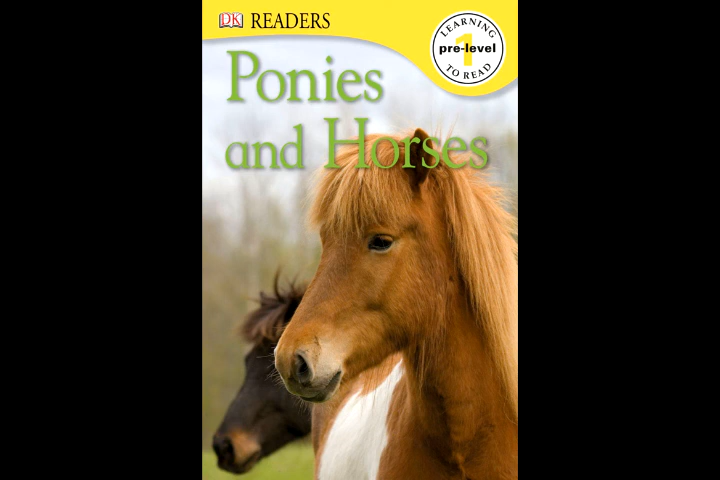 DK READERS
LEARNING
pre-level
1
TO READ
Ponies
and Horses